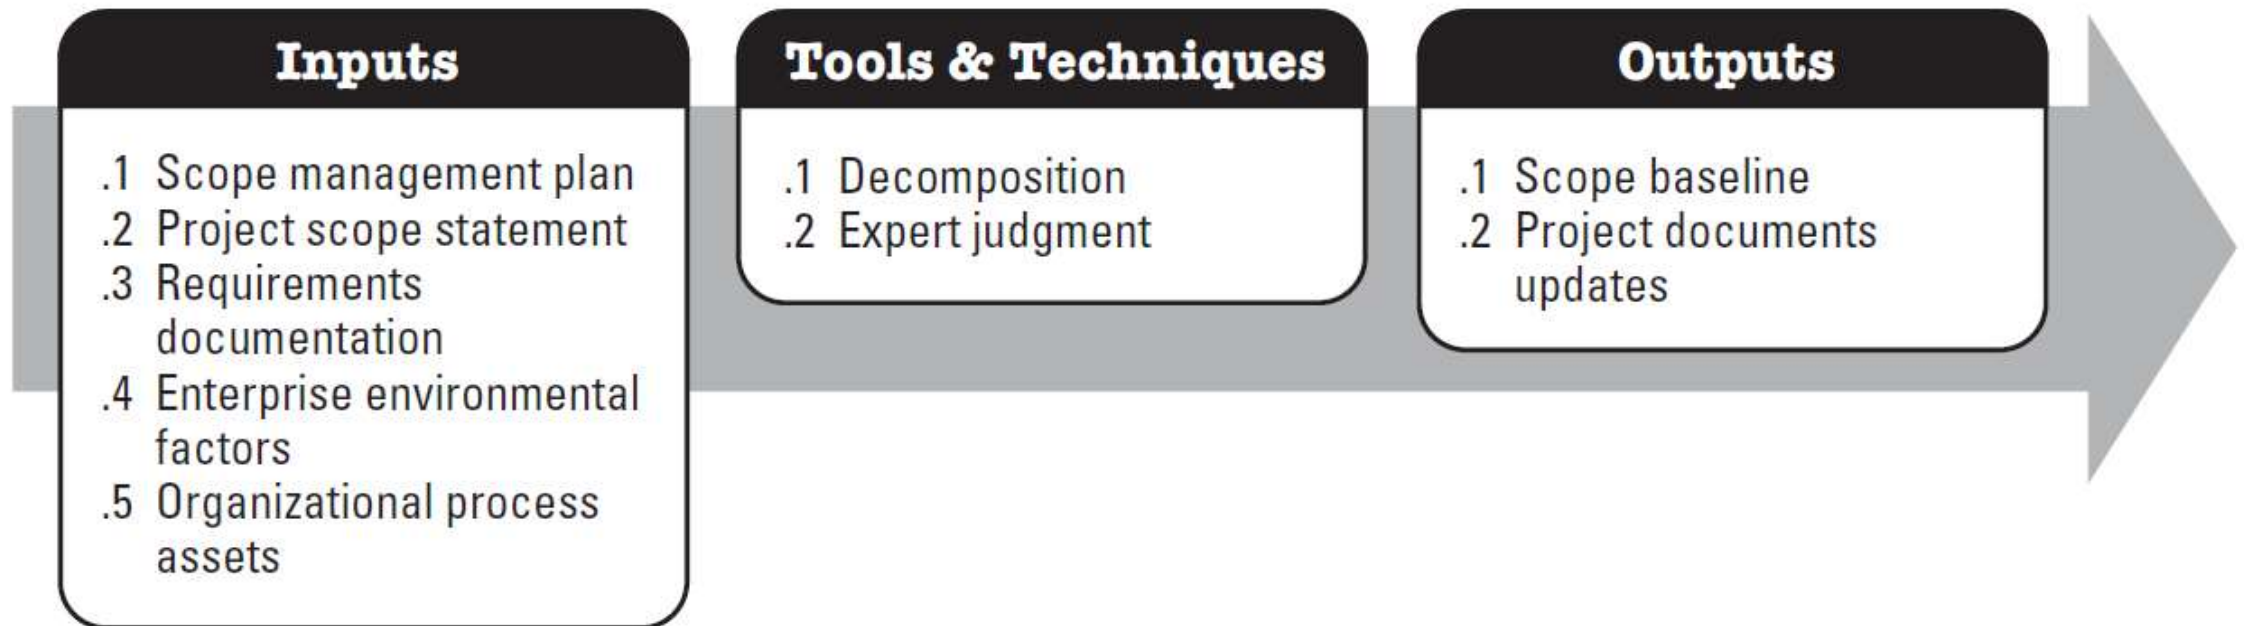 Inputs
.1 Scope management plan
.2 Project scope statement
.3 Requirements
documentation
.4 Enterprise environmental
factors
.5 Organizational process
assets
Tools & Techniques
.1 Decomposition
.2 Expert judgment
Outputs
.1 Scope baseline
.2 Project documents
updates